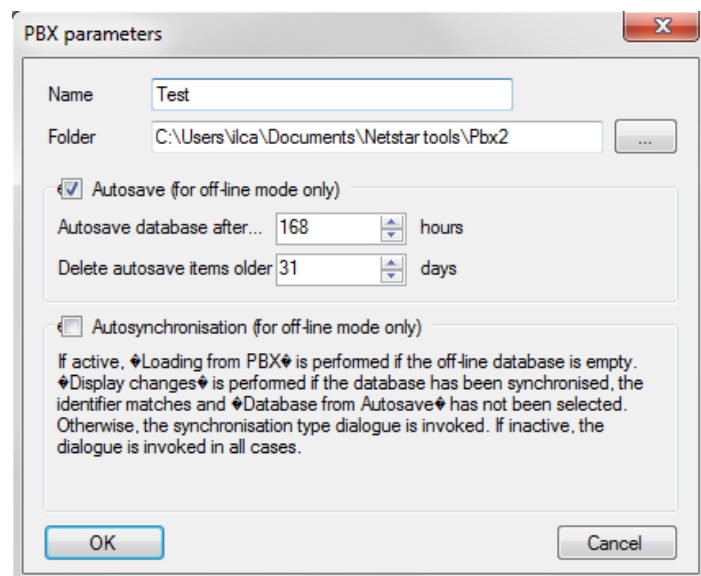 PBX parameters
Name Test
Folder C:\Users\ilca\Documents\Netstar tools\Pbx2 ...
�Autosave (for off-line mode only)
Autosave database after... 168 hours
Delete autosave items older 31 days
�Autosynchronisation (for off-line mode only)
If active, �Loading from PBX� is performed if the off-line database is empty.
�Display changes� is performed if the database has been synchronised, the
identifier matches and �Database from Autosave� has not been selected.
Otherwise, the synchronisation type dialogue is invoked. If inactive, the
dialogue is invoked in all cases.
OK Cancel